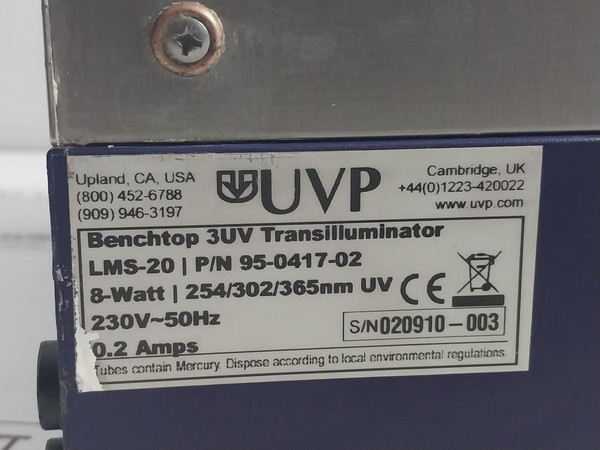 Upland, CA, USA
(800) 452-6788
(909) 946-3197
UVP
Cambridge, UK
+44(0)1223-420022
www.uvp.com
Benchtop 3UV Transilluminator
LMS-20 | P/N 95-0417-02
8-Watt | 254/302/365nm UV
CE
230V~50Hz
S/N020910-003
0.2 Amps
Tubes contain Mercury. Dispose according to local environmental regulations.